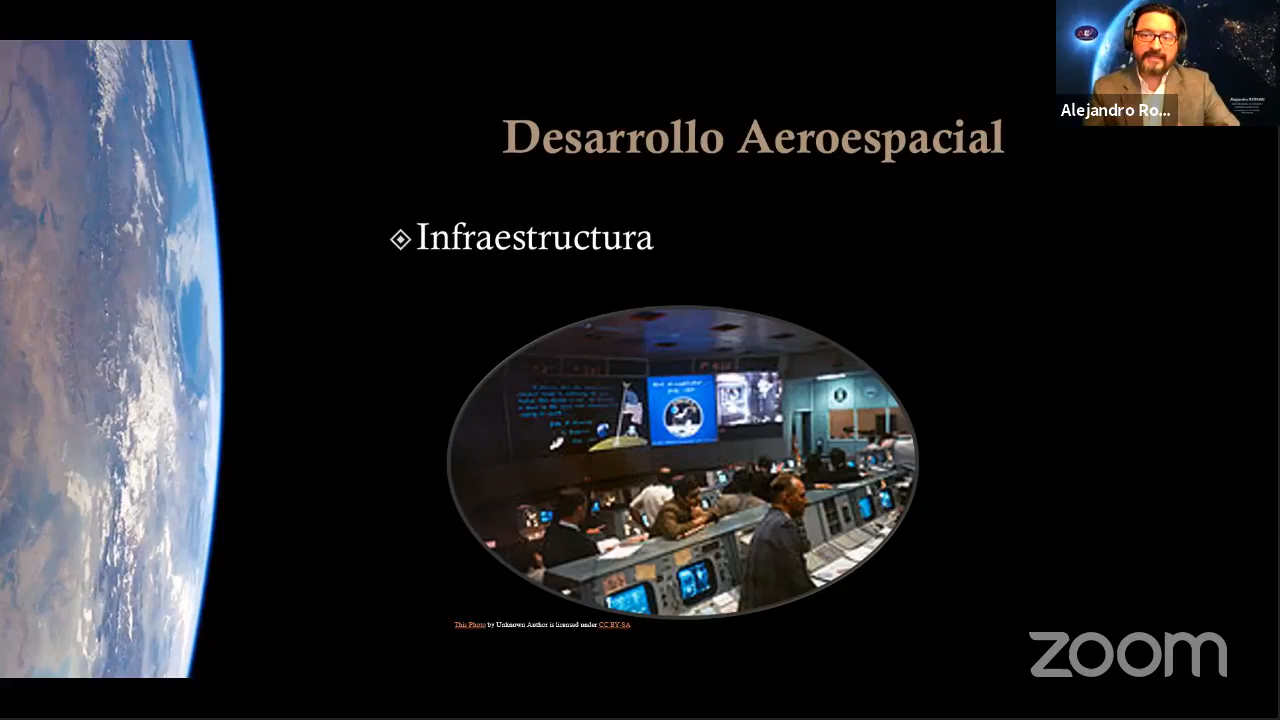 Desarrollo Aeroespacial
Infraestructura
This Photo by Unknown Author is licensed under CC BY-SA
Alejandro Ro...
zoom